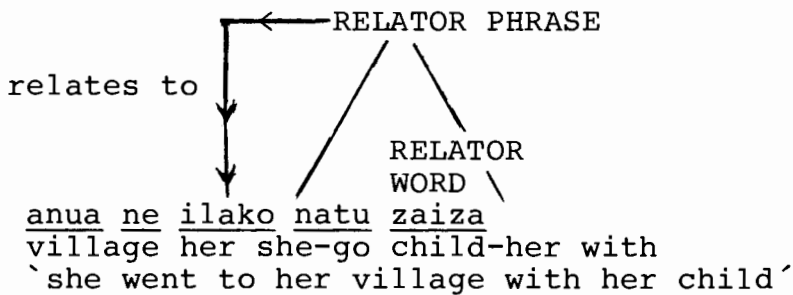 RELATOR PHRASE
relates to
RELATOR
WORD
anua ne ilako natu zaiza
village her she-go child-her with
`she went to her village with her child´